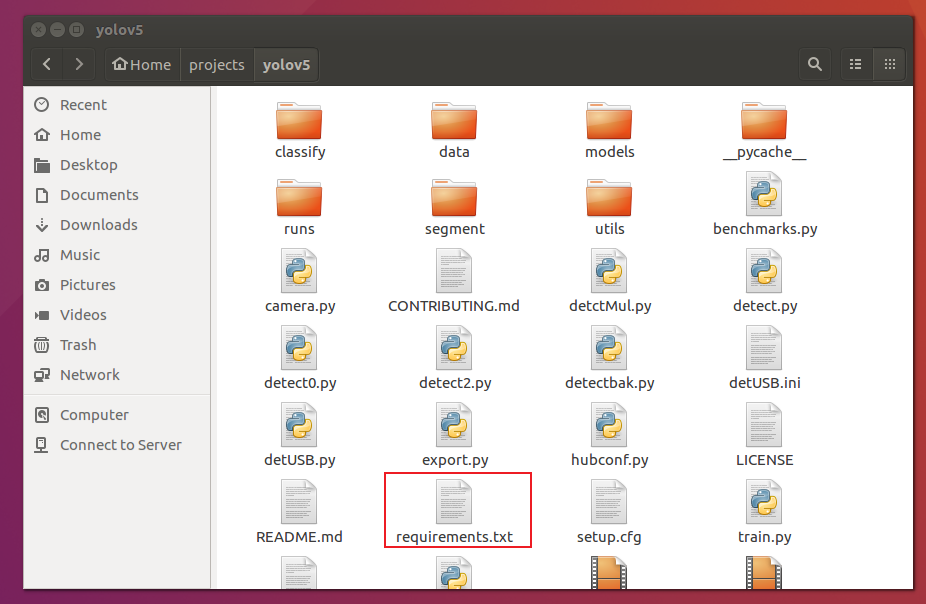 yolov5
Home projects yolov5
Recent
Home
Desktop
Documents
Downloads
Music
Pictures
Videos
Trash
Network
Computer
Connect to Server
classify data models __pycache__
runs segment utils benchmarks.py
camera.py CONTRIBUTING.md detctMul.py detect.py
detect0.py detect2.py detectbak.py detUSB.ini
detUSB.py export.py hubconf.py LICENSE
README.md requirements.txt setup.cfg train.py